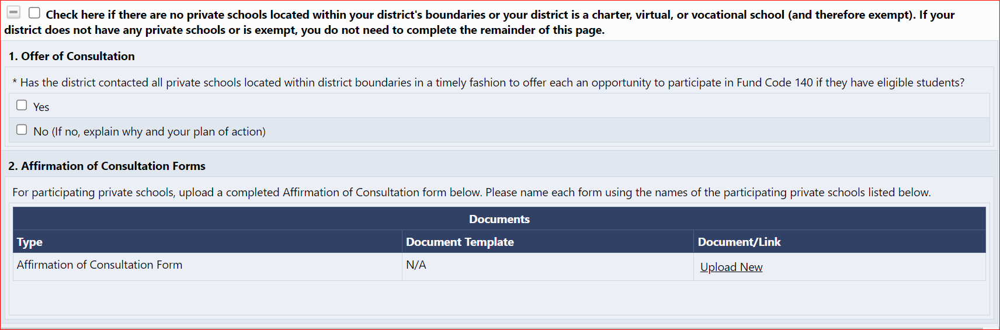 Check here if there are no private schools located within your district's boundaries or your district is a charter, virtual, or vocational school (and therefore exempt). If your
district does not have any private schools or is exempt, you do not need to complete the remainder of this page.
1. Offer of Consultation
* Has the district contacted all private schools located within district boundaries in a timely fashion to offer each an opportunity to participate in Fund Code 140 if they have eligible students?
Yes
No (If no, explain why and your plan of action)
2. Affirmation of Consultation Forms
For participating private schools, upload a completed Affirmation of Consultation form below. Please name each form using the names of the participating private schools listed below.
Documents
Type Document Template Document/Link
Affirmation of Consultation Form N/A Upload New